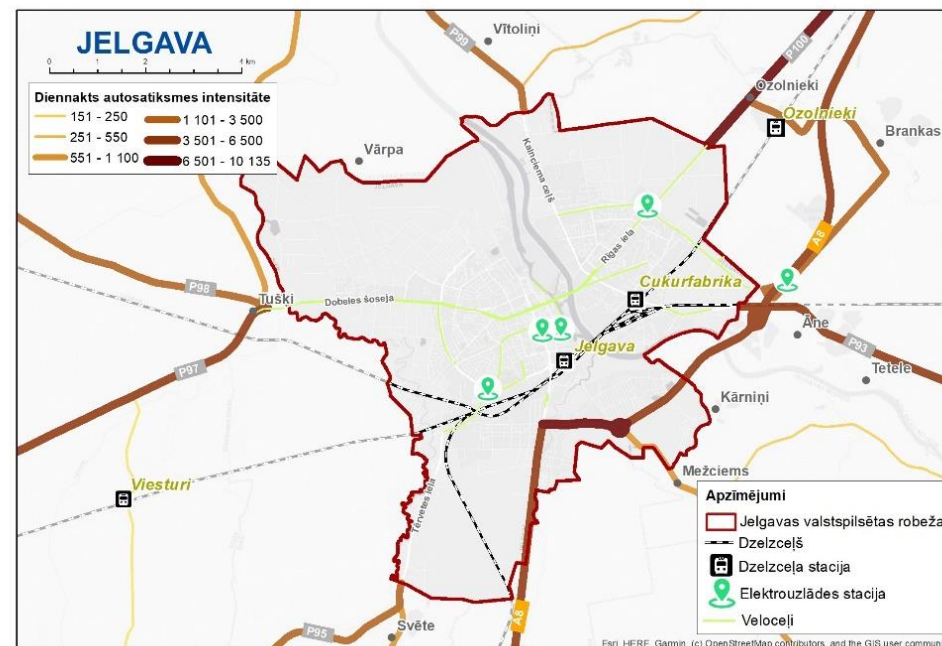 JELGAVA
0 1 2 4 km
Diennakts autosatiksmes intensitāte
151 - 250
251 - 550
551 - 1 100
1 101 - 3 500
3 501 - 6 500
6 501 - 10 135
P99
Vītoliņi
P100
Ozolnieki
Ozolnieki
Brankas
Vārpa
Kalnciema ceļš
Rīgas iela
A8
Cukurfabrika
P98
Tušķi
Dobeles šoseja
Jelgava
Āne
P93
Tetele
P97
Kārniņi
Viesturi
Mežciems
Tērvetes iela
A8
Svēte
P95
Apzīmējumi
Jelgavas valstspilsētas robeža
Dzelzceļš
Dzelzceļa stacija
Elektrouzlādes stacija
Veloceļi
Esri, HERE, Garmin, (c) OpenStreetMap contributors, and the GIS user communi